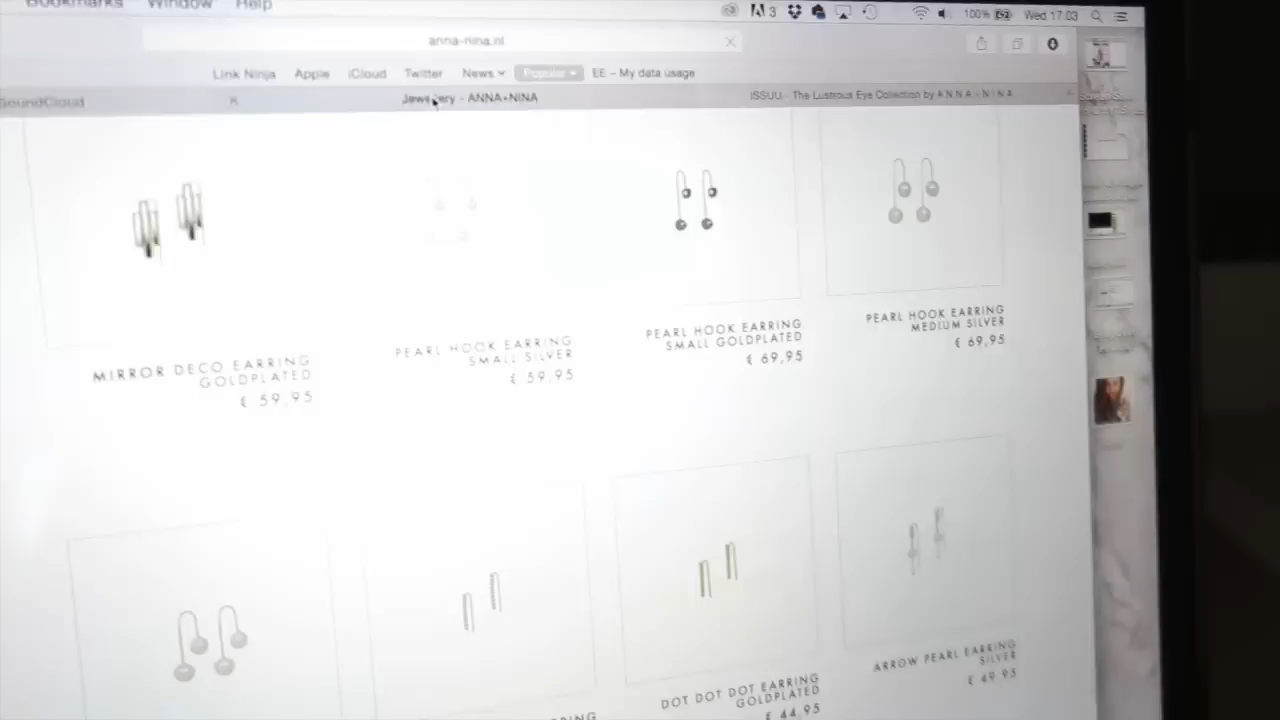 Bookmarks Window Help
3 100% Wed 17:03
anna-nina.nl
Link Ninja Apple iCloud Twitter News Popular EE – My data usage
SoundCloud Jewellery - ANNA+NINA ISSUU - The Lustrous Eye Collection by A N N A + N I N A
MIRROR DECO EARRING
GOLDPLATED
€ 59,95
PEARL HOOK EARRING
SMALL SILVER
€ 59,95
PEARL HOOK EARRING
SMALL GOLDPLATED
€ 69,95
PEARL HOOK EARRING
MEDIUM SILVER
€ 69,95
DOT DOT DOT EARRING
GOLDPLATED
€ 44,95
ARROW PEARL EARRING
SILVER
€ 49,95